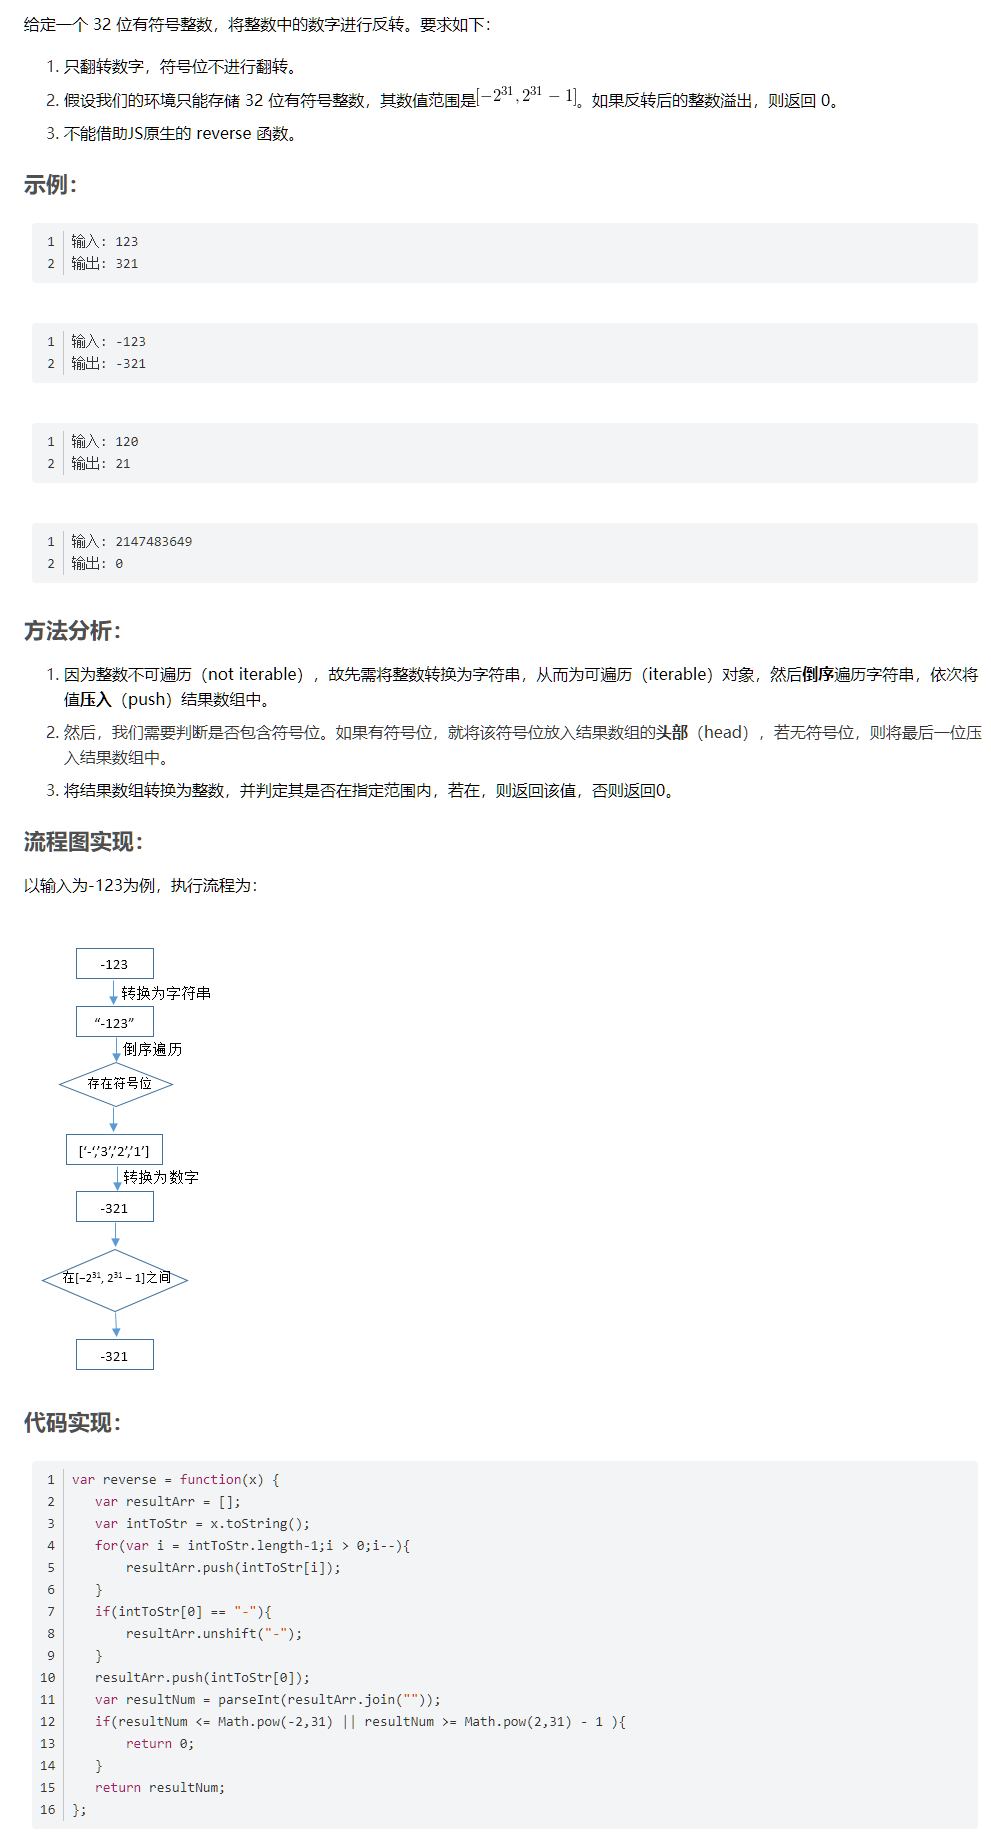 给定一个 32 位有符号整数，将整数中的数字进行反转。要求如下：
1. 只翻转数字，符号位不进行翻转。
2. 假设我们的环境只能存储 32 位有符号整数，其数值范围是[−2^31, 2^31 − 1]。如果反转后的整数溢出，则返回 0。
3. 不能借助JS原生的 reverse 函数。
示例：
1 输入: 123
2 输出: 321
1 输入: -123
2 输出: -321
1 输入: 120
2 输出: 21
1 输入: 2147483649
2 输出: 0
方法分析：
1. 因为整数不可遍历（not iterable），故先需将整数转换为字符串，从而为可遍历（iterable）对象，然后倒序遍历字符串，依次将
值压入（push）结果数组中。
2. 然后，我们需要判断是否包含符号位。如果有符号位，就将该符号位放入结果数组的头部（head），若无符号位，则将最后一位压
入结果数组中。
3. 将结果数组转换为整数，并判定其是否在指定范围内，若在，则返回该值，否则返回0。
流程图实现：
以输入为-123为例，执行流程为：
-123
转换为字符串
“-123”
倒序遍历
存在符号位
[‘-‘,’3’,’2’,’1’]
转换为数字
-321
在[−2^31, 2^31 − 1]之间
-321
代码实现：
1 var reverse = function(x) {
2    var resultArr = [];
3    var intToStr = x.toString();
4    for(var i = intToStr.length-1;i > 0;i--){
5        resultArr.push(intToStr[i]);
6    }
7    if(intToStr[0] == "-"){
8        resultArr.unshift("-");
9    }
10    resultArr.push(intToStr[0]);
11    var resultNum = parseInt(resultArr.join(""));
12    if(resultNum <= Math.pow(-2,31) || resultNum >= Math.pow(2,31) - 1 ){
13        return 0;
14    }
15    return resultNum;
16 };